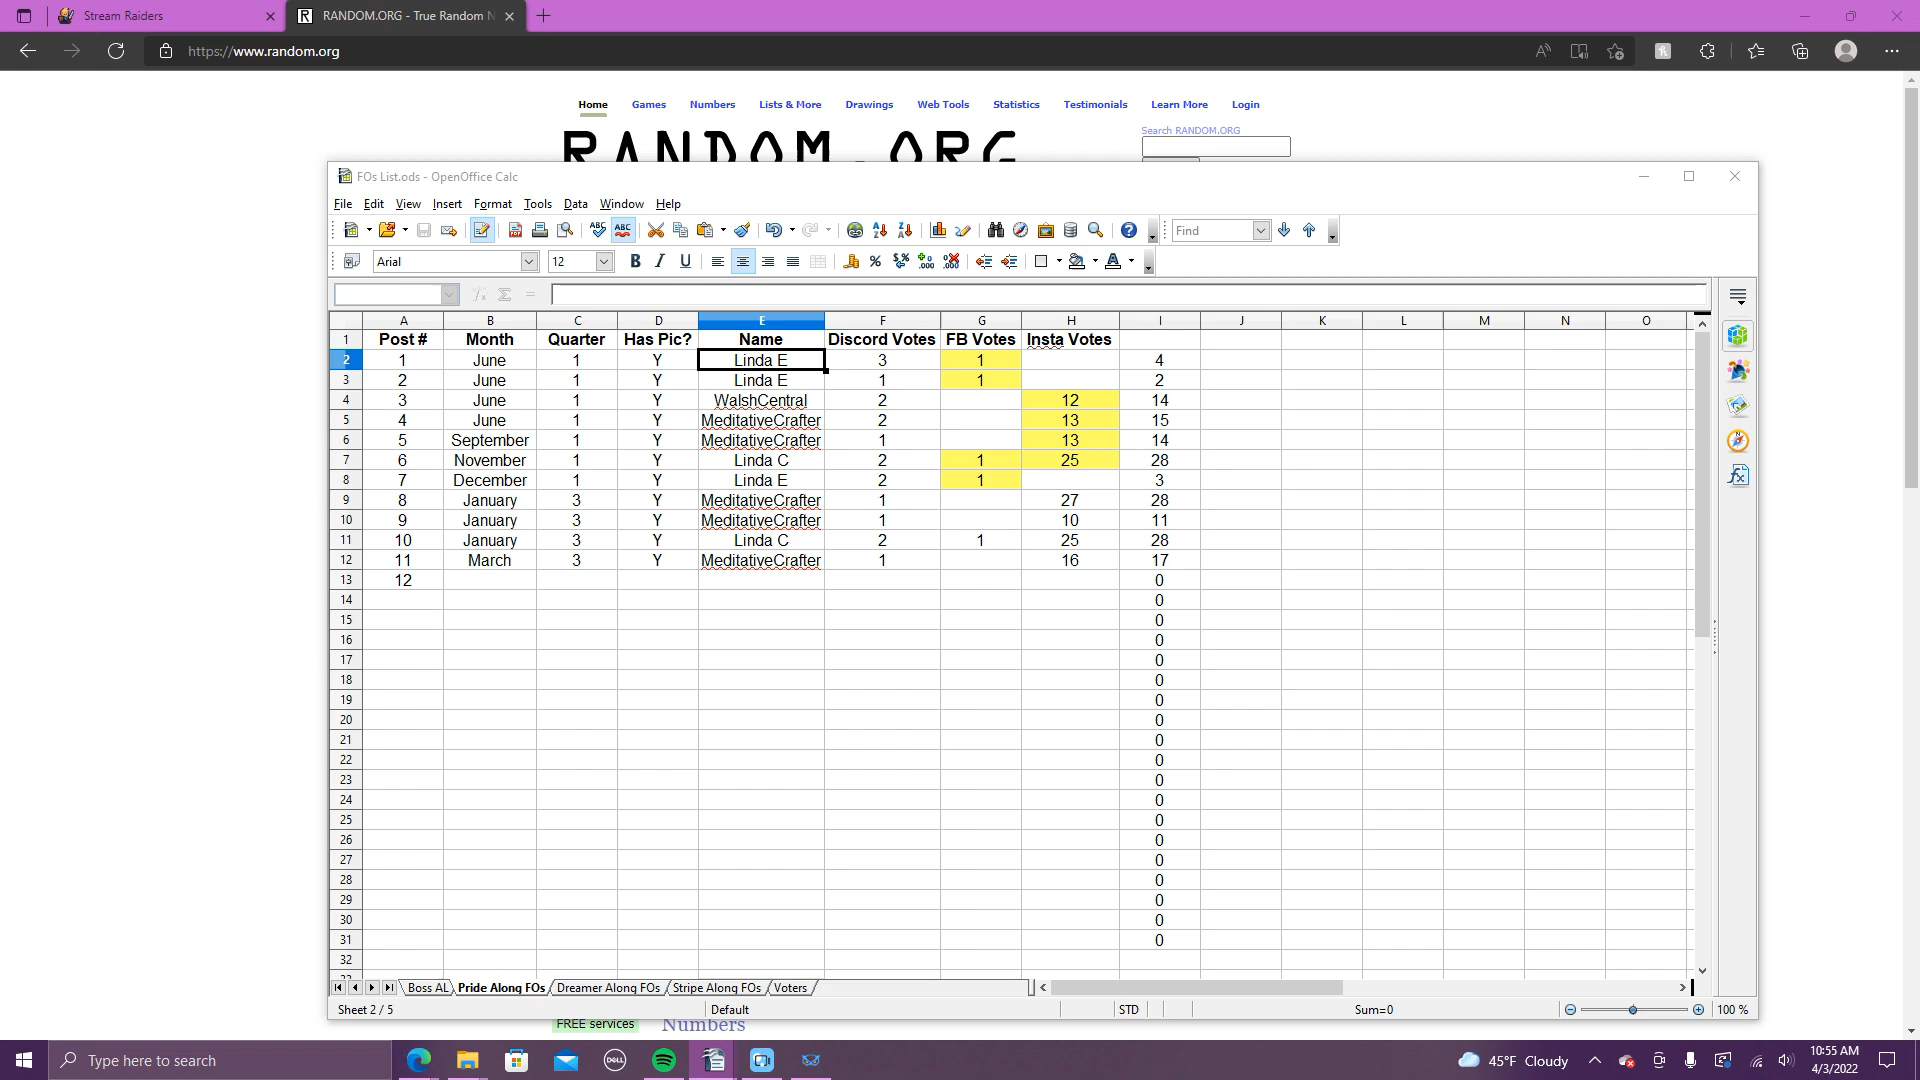 Stream Raiders
RANDOM.ORG - True Random N
https://www.random.org
Home Games Numbers Lists & More Drawings Web Tools Statistics Testimonials Learn More Login
RANDOM.ORG
Search RANDOM.ORG
FOs List.ods - OpenOffice Calc
File Edit View Insert Format Tools Data Window Help
Find
Arial 12
A B C D E F G H I J K L M N O
1 Post # Month Quarter Has Pic? Name Discord Votes FB Votes Insta Votes
2 1 June 1 Y Linda E 3 1 4
3 2 June 1 Y Linda E 1 1 2
4 3 June 1 Y WalshCentral 2 12 14
5 4 June 1 Y MeditativeCrafter 2 13 15
6 5 September 1 Y MeditativeCrafter 1 13 14
7 6 November 1 Y Linda C 2 1 25 28
8 7 December 1 Y Linda E 2 1 3
9 8 January 3 Y MeditativeCrafter 1 27 28
10 9 January 3 Y MeditativeCrafter 1 10 11
11 10 January 3 Y Linda C 2 1 25 28
12 11 March 3 Y MeditativeCrafter 1 16 17
13 12 0
14 0
15 0
16 0
17 0
18 0
19 0
20 0
21 0
22 0
23 0
24 0
25 0
26 0
27 0
28 0
29 0
30 0
31 0
32
Boss AL Pride Along FOs Dreamer Along FOs Stripe Along FOs Voters
Sheet 2 / 5 Default STD Sum=0 100 %
FREE services Numbers
Type here to search
45°F Cloudy
10:55 AM
4/3/2022